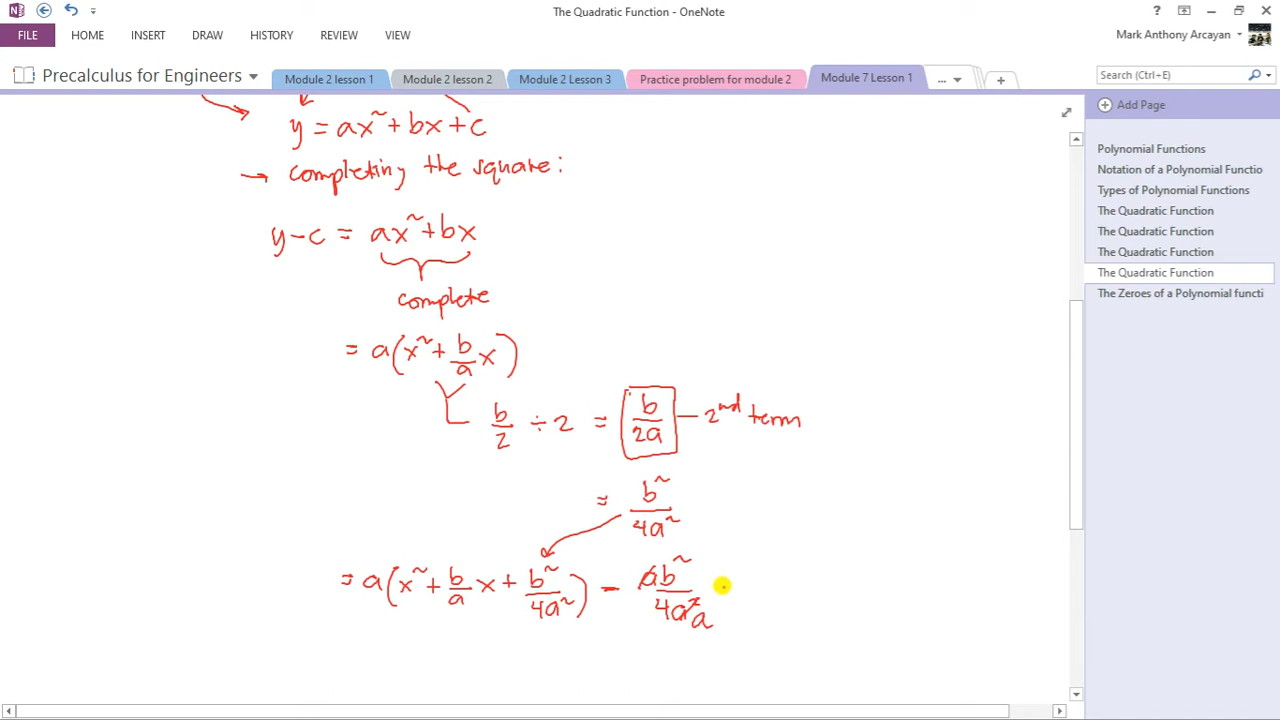 The Quadratic Function - OneNote
FILE HOME INSERT DRAW HISTORY REVIEW VIEW
Mark Anthony Arcayan
Precalculus for Engineers
Module 2 lesson 1
Module 2 lesson 2
Module 2 Lesson 3
Practice problem for module 2
Module 7 Lesson 1
...
Search (Ctrl+E)
Add Page
Polynomial Functions
Notation of a Polynomial Functio
Types of Polynomial Functions
The Quadratic Function
The Quadratic Function
The Quadratic Function
The Quadratic Function
The Zeroes of a Polynomial functi
y = ax² + bx + c
→ completing the square:
y - c = ax² + bx
complete
= a(x² + b/a x)
b/2 ÷ 2 = b/2a — 2nd term
= b²/4a²
= a(x² + b/a x + b²/4a²) - ab²/4a² a